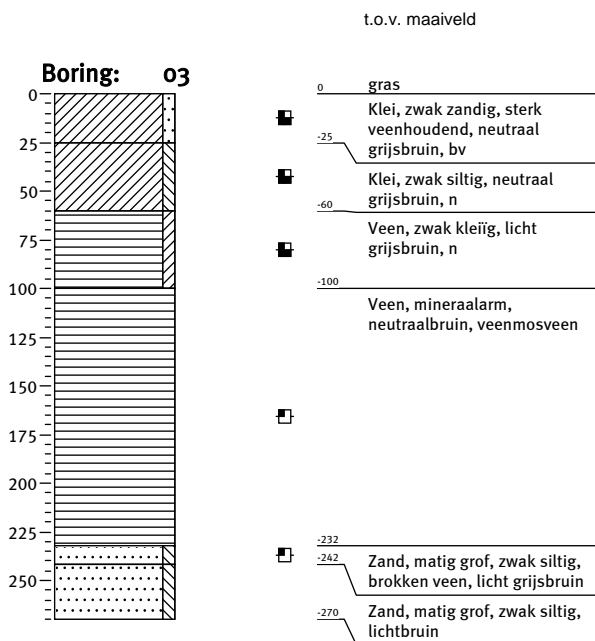 t.o.v. maaiveld
Boring: 03
0
25
50
75
100
125
150
175
200
225
250
0 gras
Klei, zwak zandig, sterk
veenhoudend, neutraal
grijsbruin, bv
-25
Klei, zwak siltig, neutraal
grijsbruin, n
-60
Veen, zwak kleiïg, licht
grijsbruin, n
-100
Veen, mineraalarm,
neutraalbruin, veenmosveen
-232
-242
Zand, matig grof, zwak siltig,
brokken veen, licht grijsbruin
-270
Zand, matig grof, zwak siltig,
lichtbruin